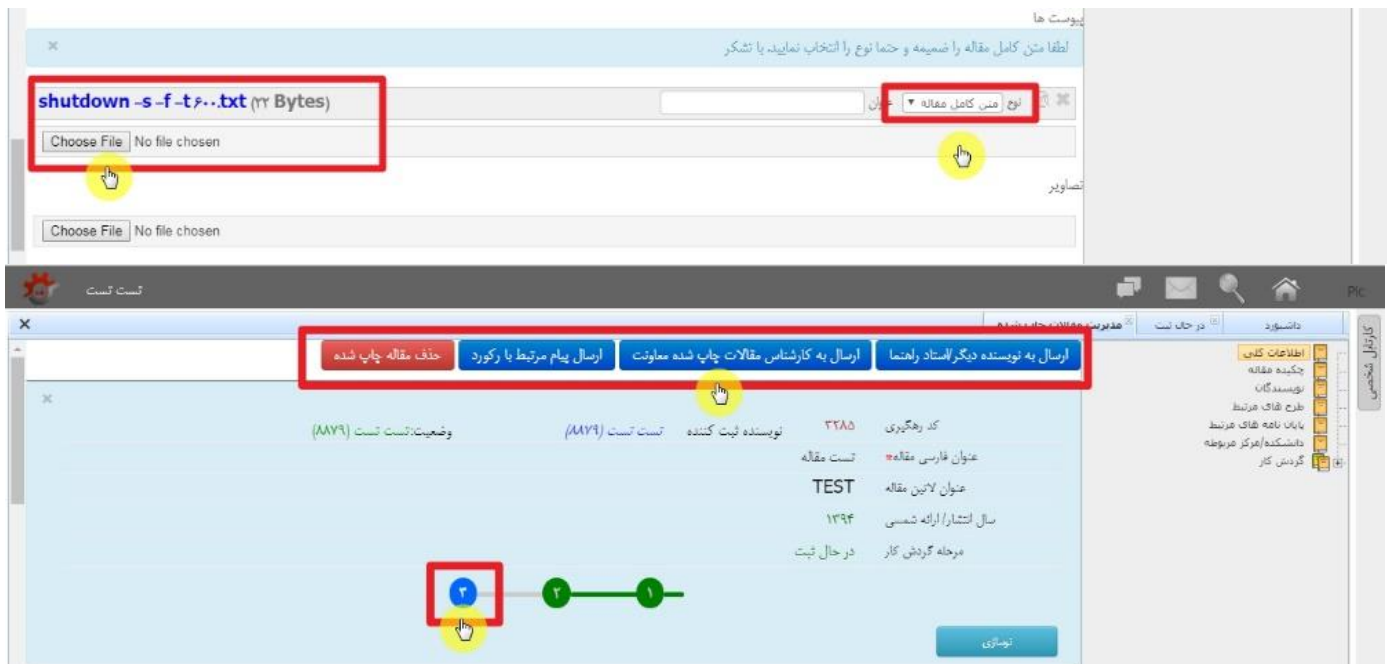 پیوست ها
لطفا متن کامل مقاله را ضمیمه و حتما نوع را انتخاب نمایید. با تشکر
نوع متن کامل مقاله عنوان
shutdown –s –f –t ۶۰۰.txt (۲۲ Bytes)
Choose File No file chosen
تصاویر
Choose File No file chosen
تست تست
Pic
داشبورد در حال ثبت مدیریت مقالات چاپ شده
کارتابل شخصی
ارسال به نویسنده دیگر/استاد راهنما ارسال به کارشناس مقالات چاپ شده معاونت ارسال پیام مرتبط با رکورد حذف مقاله چاپ شده
اطلاعات کلی
چکیده مقاله
نویسندگان
طرح های مرتبط
پایان نامه های مرتبط
دانشکده/مرکز مربوطه
گردش کار
کد رهگیری ۳۲۸۵ نویسنده ثبت کننده تست تست (۸۸۷۹) وضعیت:تست تست (۸۸۷۹)
عنوان فارسی مقاله* تست مقاله
عنوان لاتین مقاله TEST
سال انتشار/ ارائه شمسی ۱۳۹۴
مرحله گردش کار در حال ثبت
۱ ۲ ۳
نوسازی